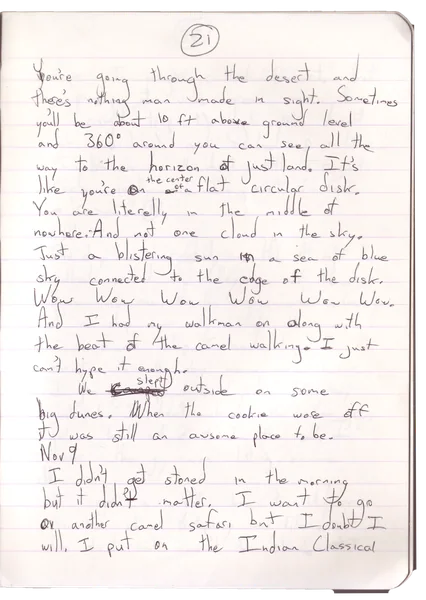 21
You're going through the desert and
there's nothing man made in sight. Sometimes
you'll be about 10 ft above ground level
and 360° around you can see all the
way to the horizon of just land. It's
like you're on the center of a flat circular disk.
You are literelly in the middle of
nowhere. And not one cloud in the sky.
Just a blistering sun in a sea of blue
sky connected to the edge of the disk.
Wow Wow Wow Wow Wow Wow.
And I had my walkman on along with
the beat of the camel walking. I just
can't hype it enough.
We slept outside on some
big dunes. When the cookie wore off
it was still an awsome place to be.
Nov 9
I didn't get stoned in the morning
but it didn't matter. I want to go
on another camel safari but I doubt I
will. I put on the Indian Classical